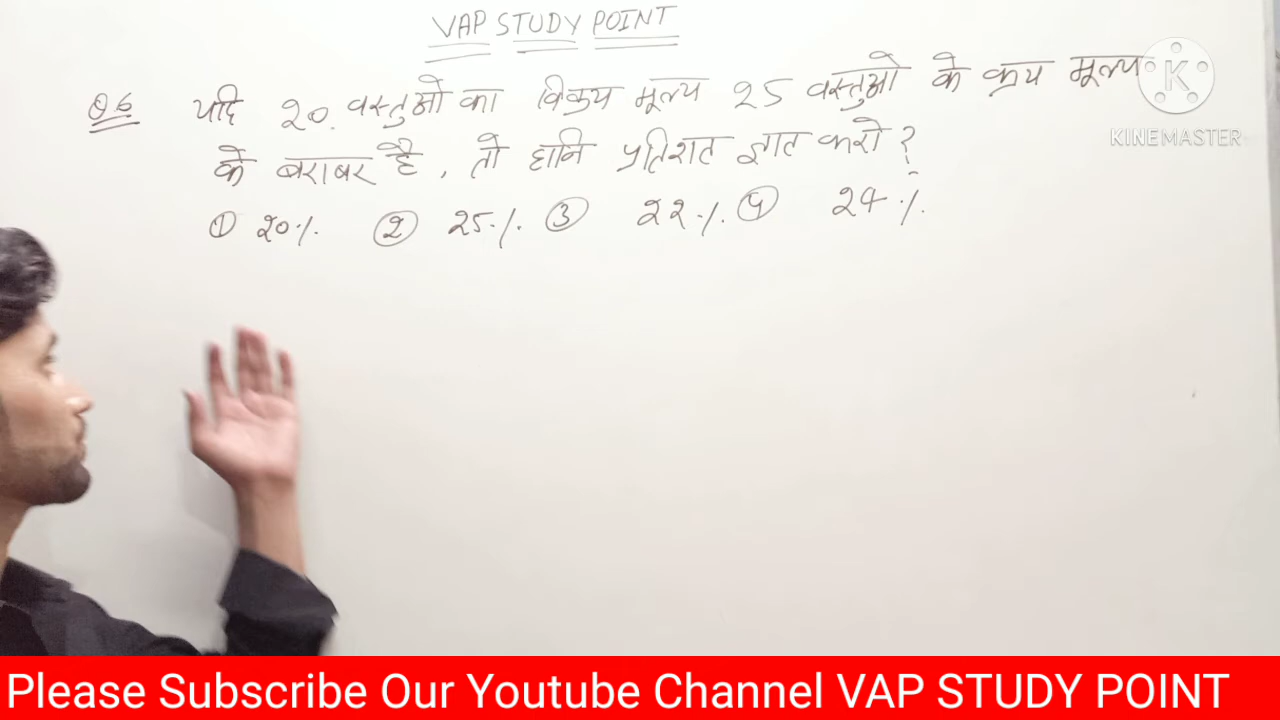 VAP STUDY POINT
Q6 यदि 20 वस्तुओ का विक्रय मूल्य 25 वस्तुओ के क्रय मूल्य
के बराबर है, तो हानि प्रतिशत ज्ञात करो?
① 20% ② 25% ③ 22% ④ 24%
K
KINEMASTER
Please Subscribe Our Youtube Channel VAP STUDY POINT